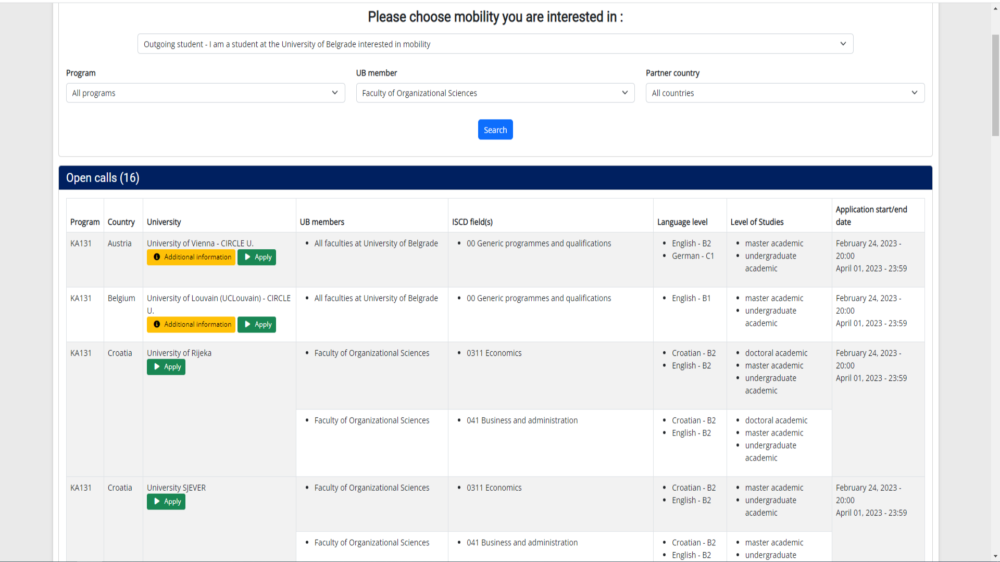 Please choose mobility you are interested in :
Outgoing student - I am a student at the University of Belgrade interested in mobility
Program
UB member
Partner country
All programs
Faculty of Organizational Sciences
All countries
Search
Open calls (16)
Program
Country
University
UB members
ISCD field(s)
Language level
Level of Studies
Application start/end
date
KA131
Austria
University of Vienna - CIRCLE U.
Additional information
Apply
All faculties at University of Belgrade
00 Generic programmes and qualifications
English - B2
German - C1
master academic
undergraduate
academic
February 24, 2023 -
20:00
April 01, 2023 - 23:59
KA131
Belgium
University of Louvain (UCLouvain) - CIRCLE
U.
Additional information
Apply
All faculties at University of Belgrade
00 Generic programmes and qualifications
English - B1
master academic
undergraduate
academic
February 24, 2023 -
20:00
April 01, 2023 - 23:59
KA131
Croatia
University of Rijeka
Apply
Faculty of Organizational Sciences
0311 Economics
Croatian - B2
English - B2
doctoral academic
master academic
undergraduate
academic
February 24, 2023 -
20:00
April 01, 2023 - 23:59
Faculty of Organizational Sciences
041 Business and administration
Croatian - B2
English - B2
doctoral academic
master academic
undergraduate
academic
KA131
Croatia
University SJEVER
Apply
Faculty of Organizational Sciences
0311 Economics
Croatian - B2
English - B2
master academic
undergraduate
academic
February 24, 2023 -
20:00
April 01, 2023 - 23:59
Faculty of Organizational Sciences
041 Business and administration
Croatian - B2
English - B2
master academic
undergraduate